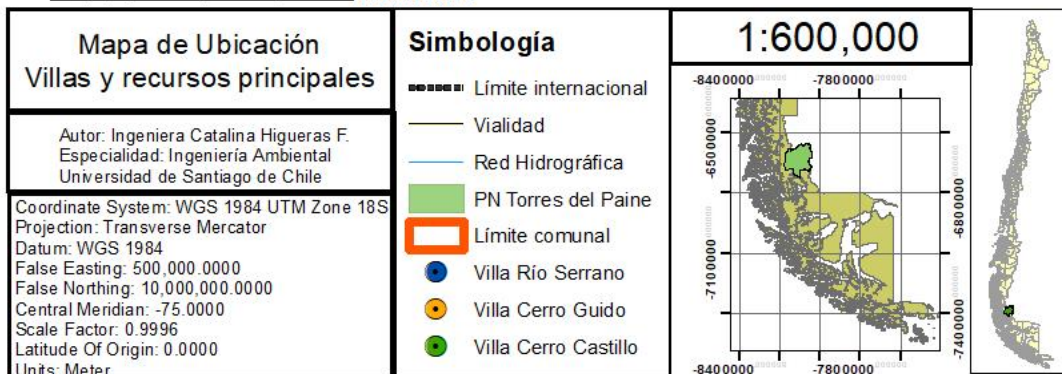 Mapa de Ubicación
Villas y recursos principales
Autor: Ingeniera Catalina Higueras F.
Especialidad: Ingeniería Ambiental
Universidad de Santiago de Chile
Coordinate System: WGS 1984 UTM Zone 18S
Projection: Transverse Mercator
Datum: WGS 1984
False Easting: 500,000.0000
False Northing: 10,000,000.0000
Central Meridian: -75.0000
Scale Factor: 0.9996
Latitude Of Origin: 0.0000
Units: Meter
Simbología
Límite internacional
Vialidad
Red Hidrográfica
PN Torres del Paine
Límite comunal
Villa Río Serrano
Villa Cerro Guido
Villa Cerro Castillo
1:600,000
-8400000 -7800000
-6500000
-7100000
-6800000
-7400000
-8400000 -7800000